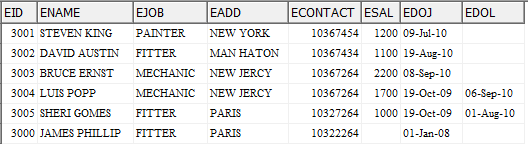 EID ENAME EJOB EADD ECONTACT ESAL EDOJ EDOL
3001 STEVEN KING PAINTER NEW YORK 10367454 1200 09-Jul-10
3002 DAVID AUSTIN FITTER MAN HATON 10367434 1100 19-Aug-10
3003 BRUCE ERNST MECHANIC NEW JERCY 10367264 2200 08-Sep-10
3004 LUIS POPP MECHANIC NEW JERCY 10367264 1700 19-Oct-09 06-Sep-10
3005 SHERI GOMES FITTER PARIS 10327264 1000 19-Oct-09 01-Aug-10
3000 JAMES PHILLIP FITTER PARIS 10322264 01-Jan-08